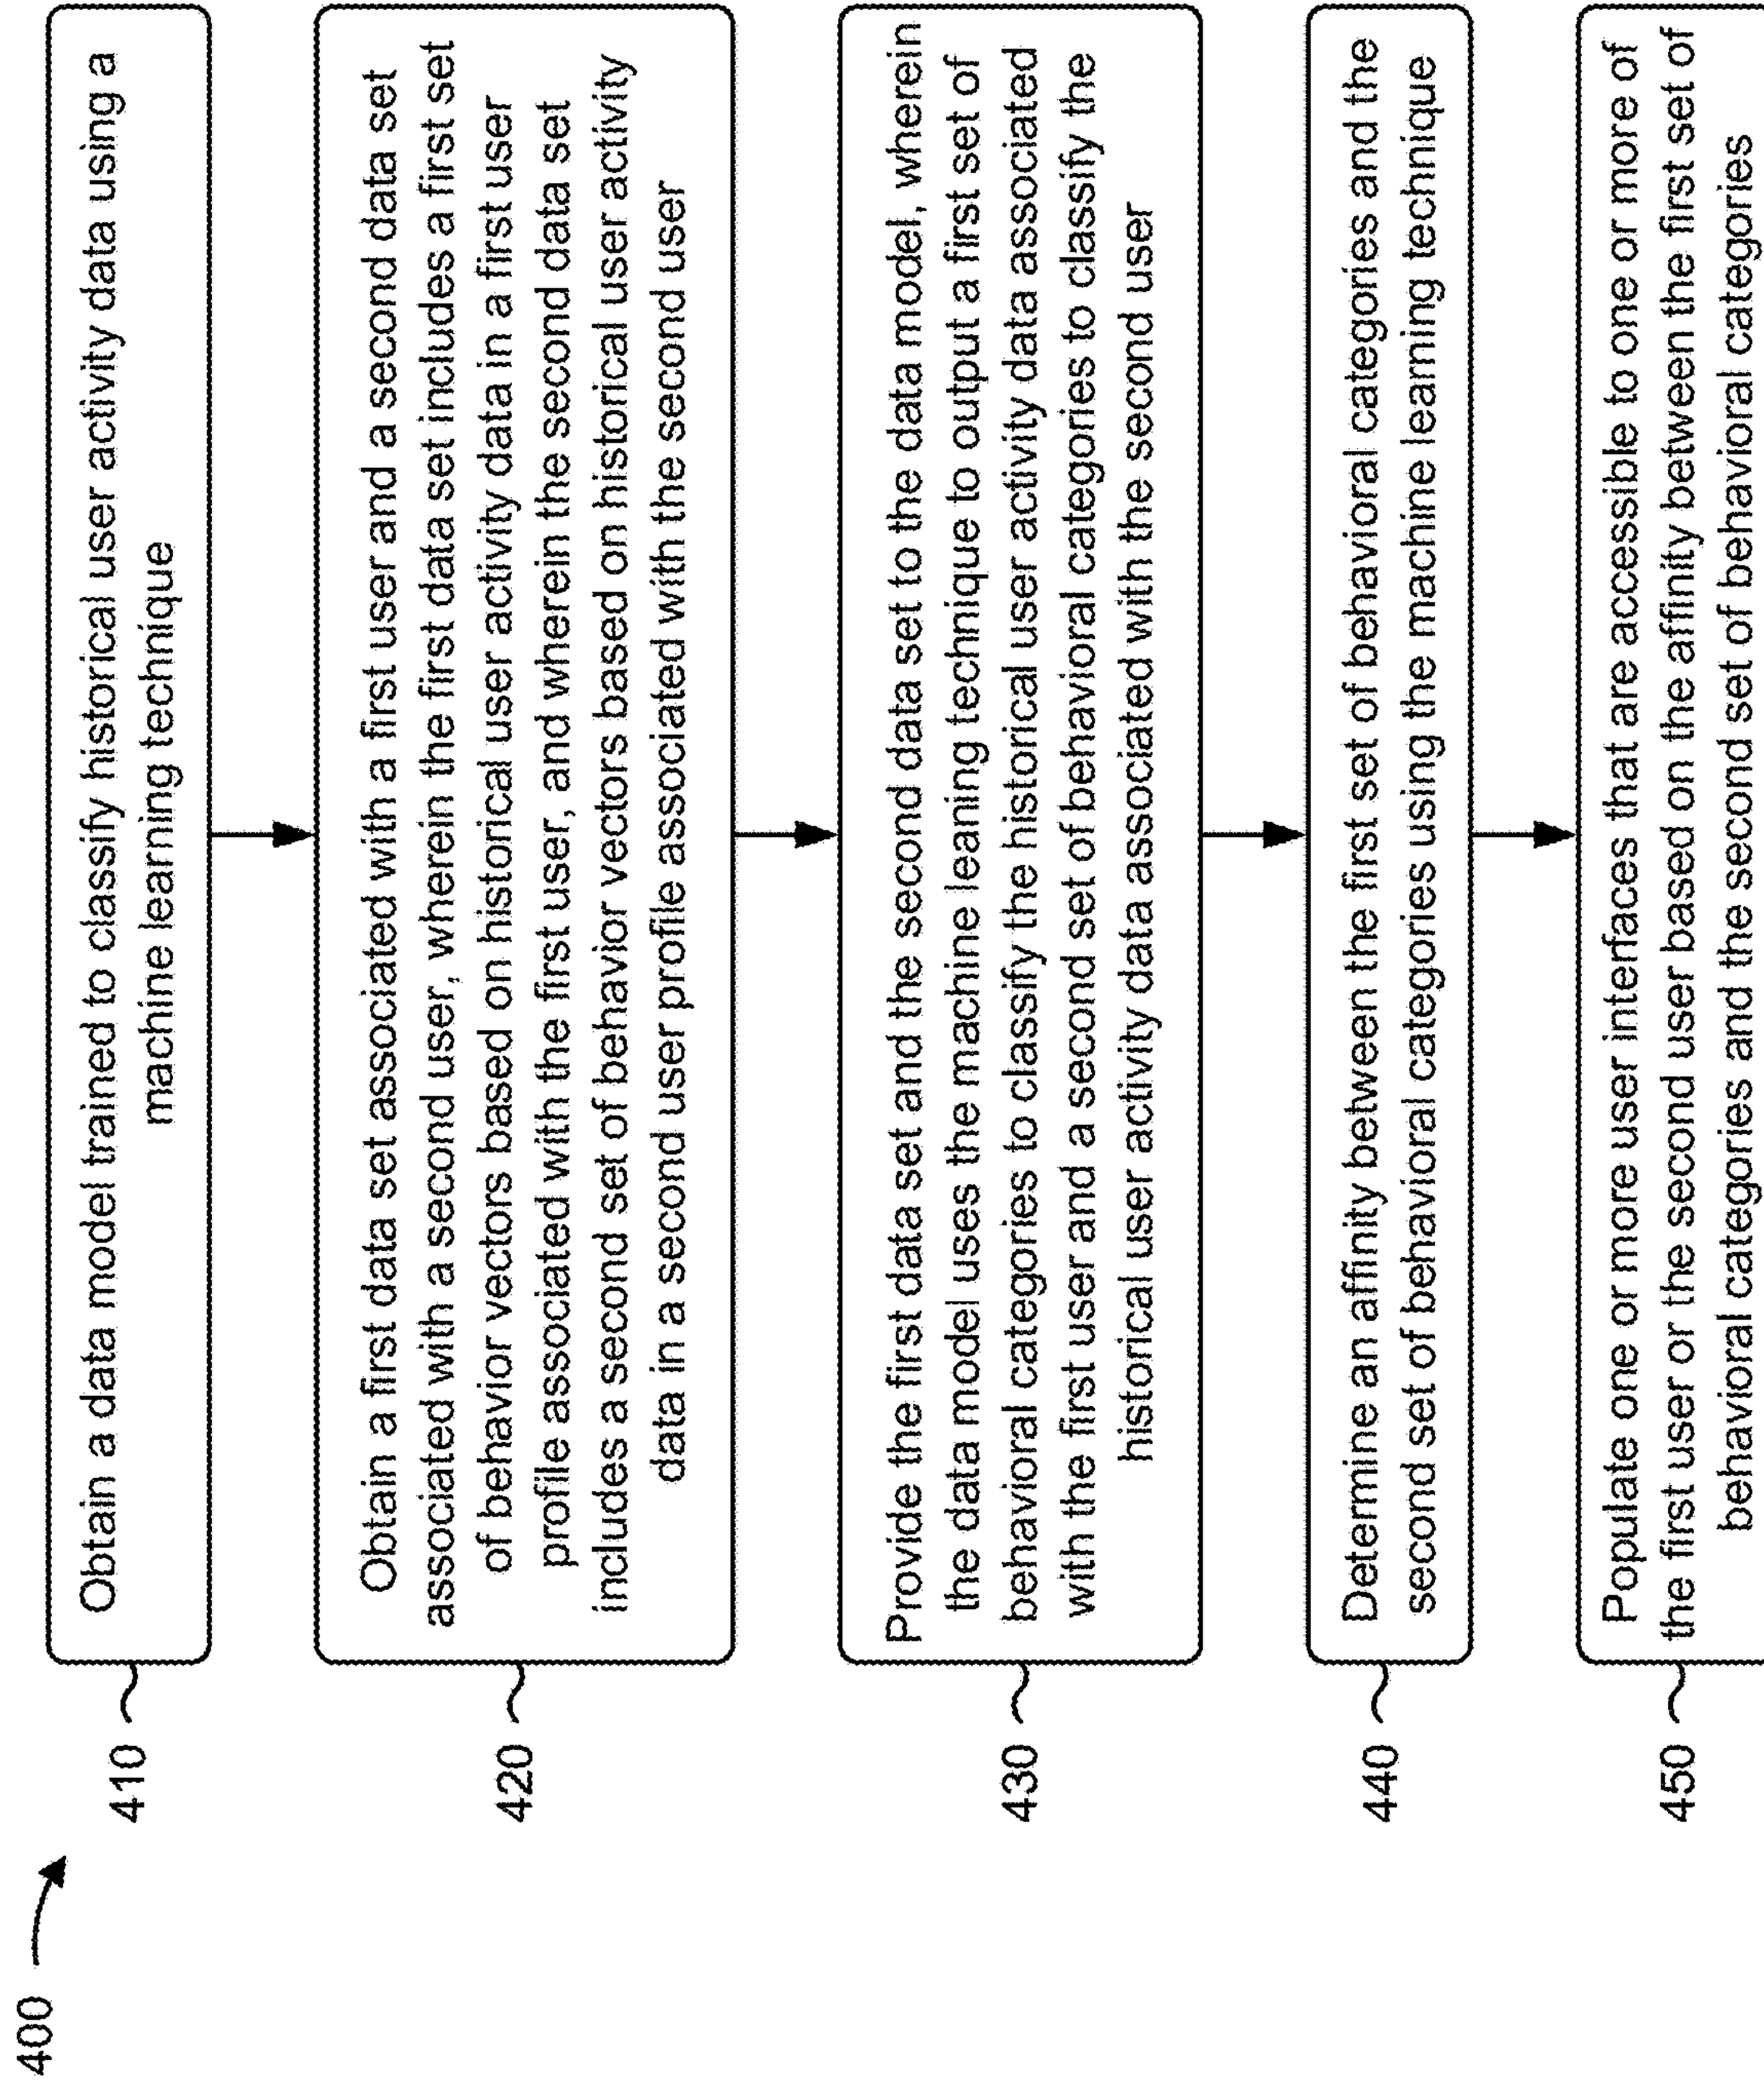 400
410
Obtain a data model trained to classify historical user activity data using a
machine learning technique
420
Obtain a first data set associated with a first user and a second data set
associated with a second user, wherein the first data set includes a first set
of behavior vectors based on historical user activity data in a first user
profile associated with the first user, and wherein the second data set
includes a second set of behavior vectors based on historical user activity
data in a second user profile associated with the second user
430
Provide the first data set and the second data set to the data model, wherein
the data model uses the machine leaning technique to output a first set of
behavioral categories to classify the historical user activity data associated
with the first user and a second set of behavioral categories to classify the
historical user activity data associated with the second user
440
Determine an affinity between the first set of behavioral categories and the
second set of behavioral categories using the machine learning technique
450
Populate one or more user interfaces that are accessible to one or more of
the first user or the second user based on the affinity between the first set of
behavioral categories and the second set of behavioral categories